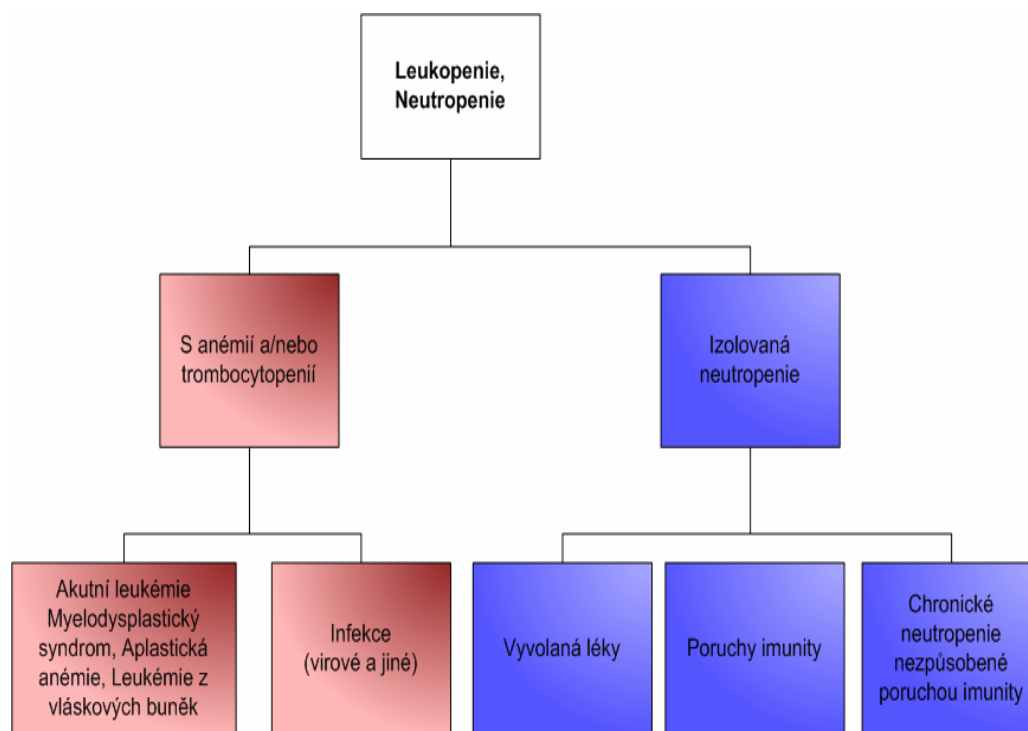 Leukopenie,
Neutropenie
S anémií a/nebo
trombocytopenií
Izolovaná
neutropenie
Akutní leukémie
Myelodysplastický
syndrom, Aplastická
anémie, Leukémie z
vláskových buněk
Infekce
(virové a jiné)
Vyvolaná léky
Poruchy imunity
Chronické
neutropenie
nezpůsobené
poruchou imunity